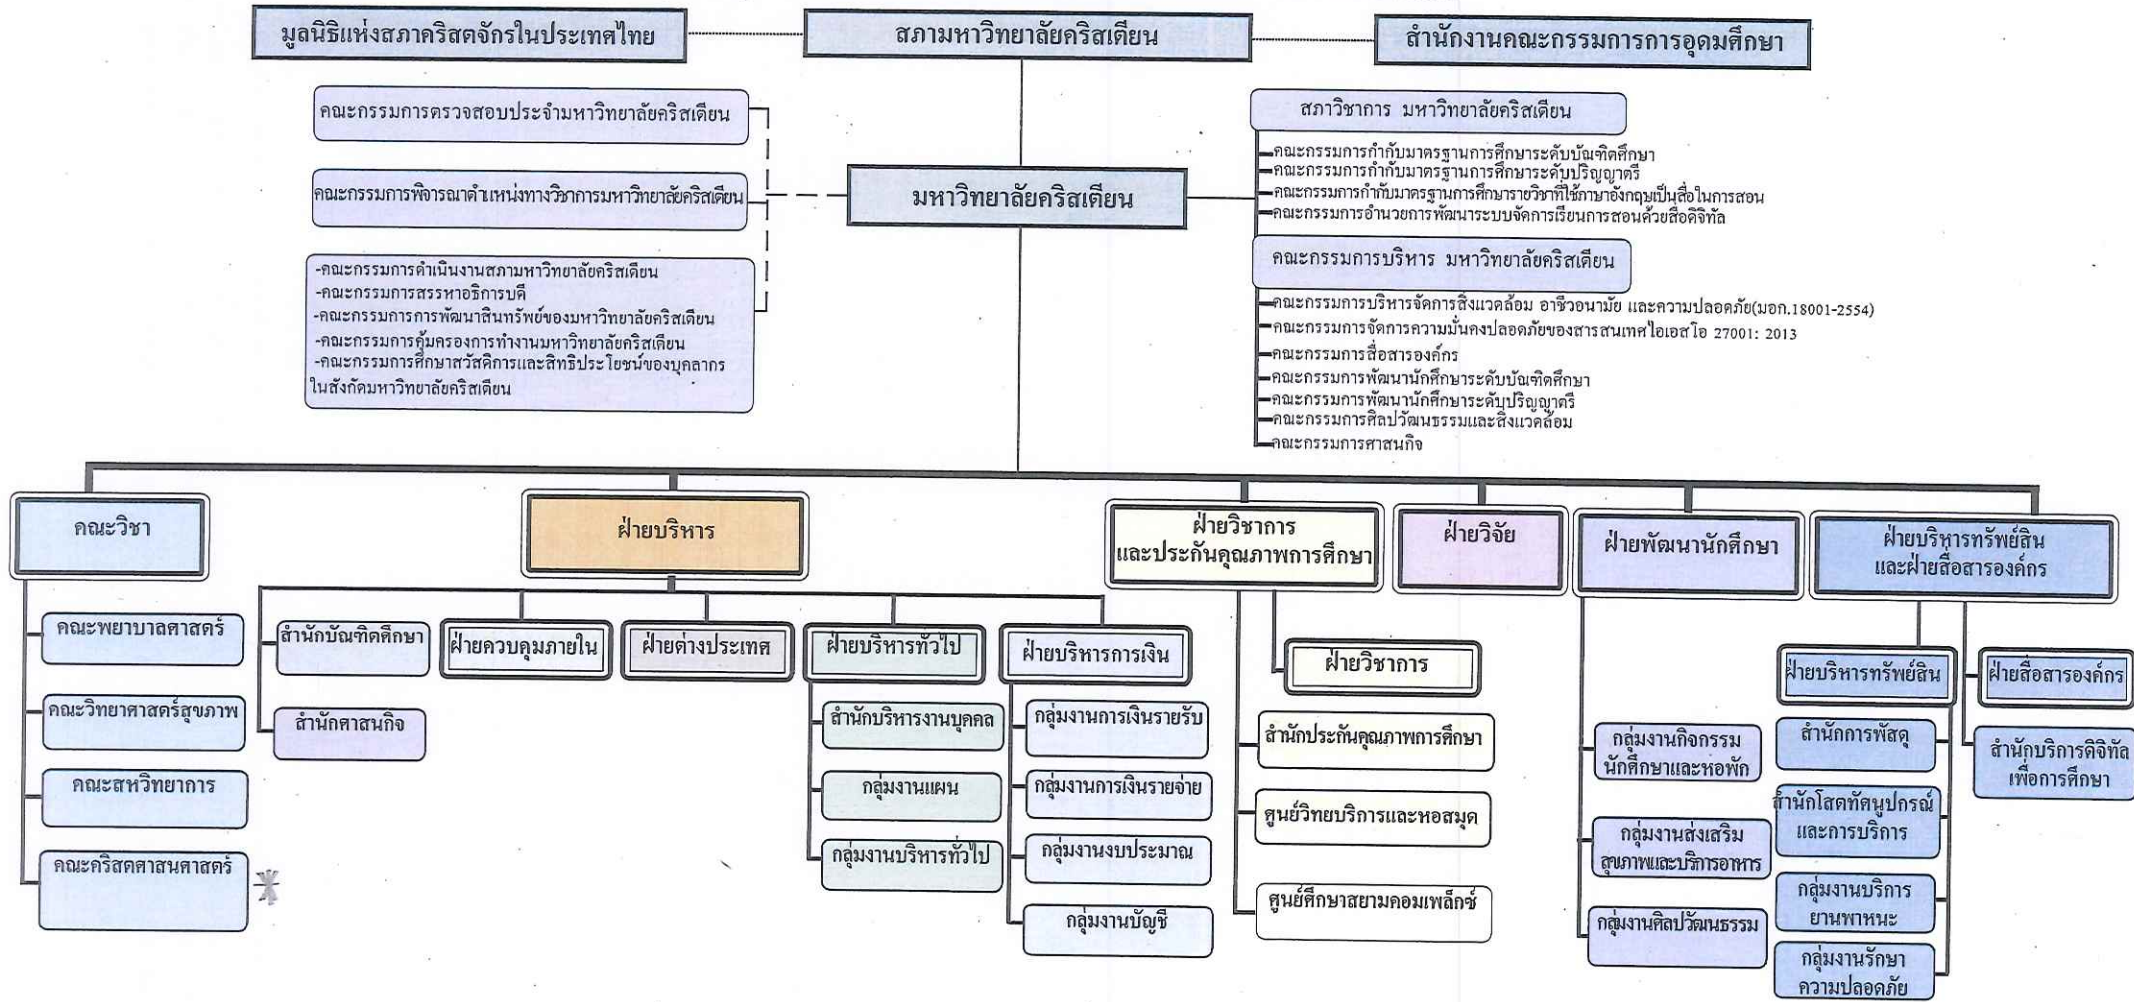 มูลนิธิแห่งสภาคริสตจักรในประเทศไทย
สภามหาวิทยาลัยคริสเตียน
สำนักงานคณะกรรมการการอุดมศึกษา
คณะกรรมการตรวจสอบประจำมหาวิทยาลัยคริสเตียน
คณะกรรมการพิจารณาตำแหน่งทางวิชาการมหาวิทยาลัยคริสเตียน
-คณะกรรมการดำเนินงานสภามหาวิทยาลัยคริสเตียน
-คณะกรรมการสรรหาอธิการบดี
-คณะกรรมการการพัฒนาสินทรัพย์ของมหาวิทยาลัยคริสเตียน
-คณะกรรมการคุ้มครองการทำงานมหาวิทยาลัยคริสเตียน
-คณะกรรมการศึกษาสวัสดิการและสิทธิประโยชน์ของบุคลากร
ในสังกัดมหาวิทยาลัยคริสเตียน
มหาวิทยาลัยคริสเตียน
สภาวิชาการ มหาวิทยาลัยคริสเตียน
คณะกรรมการกำกับมาตรฐานการศึกษาระดับบัณฑิตศึกษา
คณะกรรมการกำกับมาตรฐานการศึกษาระดับปริญญาตรี
คณะกรรมการกำกับมาตรฐานการศึกษารายวิชาที่ใช้ภาษาอังกฤษเป็นสื่อในการสอน
คณะกรรมการอำนวยการพัฒนาระบบจัดการเรียนการสอนด้วยสื่อดิจิทัล
คณะกรรมการบริหาร มหาวิทยาลัยคริสเตียน
คณะกรรมการบริหารจัดการสิ่งแวดล้อม อาชีวอนามัย และความปลอดภัย(มอก.18001-2554)
คณะกรรมการจัดการความมั่นคงปลอดภัยของสารสนเทศไอเอสโอ 27001: 2013
คณะกรรมการสื่อสารองค์กร
คณะกรรมการพัฒนานักศึกษาระดับบัณฑิตศึกษา
คณะกรรมการพัฒนานักศึกษาระดับปริญญาตรี
คณะกรรมการศิลปวัฒนธรรมและสิ่งแวดล้อม
คณะกรรมการศาสนกิจ
คณะวิชา
ฝ่ายบริหาร
ฝ่ายวิชาการ
และประกันคุณภาพการศึกษา
ฝ่ายวิจัย
ฝ่ายพัฒนานักศึกษา
ฝ่ายบริหารทรัพย์สิน
และฝ่ายสื่อสารองค์กร
คณะพยาบาลศาสตร์
คณะวิทยาศาสตร์สุขภาพ
คณะสหวิทยาการ
คณะคริสตศาสนศาสตร์
สำนักบัณฑิตศึกษา
สำนักศาสนกิจ
ฝ่ายควบคุมภายใน
ฝ่ายต่างประเทศ
ฝ่ายบริหารทั่วไป
สำนักบริหารงานบุคคล
กลุ่มงานแผน
กลุ่มงานบริหารทั่วไป
ฝ่ายบริหารการเงิน
กลุ่มงานการเงินรายรับ
กลุ่มงานการเงินรายจ่าย
กลุ่มงานงบประมาณ
กลุ่มงานบัญชี
ฝ่ายวิชาการ
สำนักประกันคุณภาพการศึกษา
ศูนย์วิทยบริการและหอสมุด
ศูนย์ศึกษาสยามคอมเพล็กซ์
กลุ่มงานกิจกรรม
นักศึกษาและหอพัก
กลุ่มงานส่งเสริม
สุขภาพและบริการอาหาร
กลุ่มงานศิลปวัฒนธรรม
ฝ่ายบริหารทรัพย์สิน
สำนักการพัสดุ
สำนักโสตทัศนูปกรณ์
และการบริการ
กลุ่มงานบริการ
ยานพาหนะ
กลุ่มงานรักษา
ความปลอดภัย
ฝ่ายสื่อสารองค์กร
สำนักบริการดิจิทัล
เพื่อการศึกษา